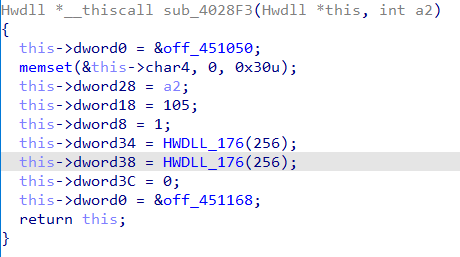 Hwdll *__thiscall sub_4028F3(Hwdll *this, int a2)
{
this->dword0 = &off_451050;
memset(&this->char4, 0, 0x30u);
this->dword28 = a2;
this->dword18 = 105;
this->dword8 = 1;
this->dword34 = HWDLL_176(256);
this->dword38 = HWDLL_176(256);
this->dword3C = 0;
this->dword0 = &off_451168;
return this;
}